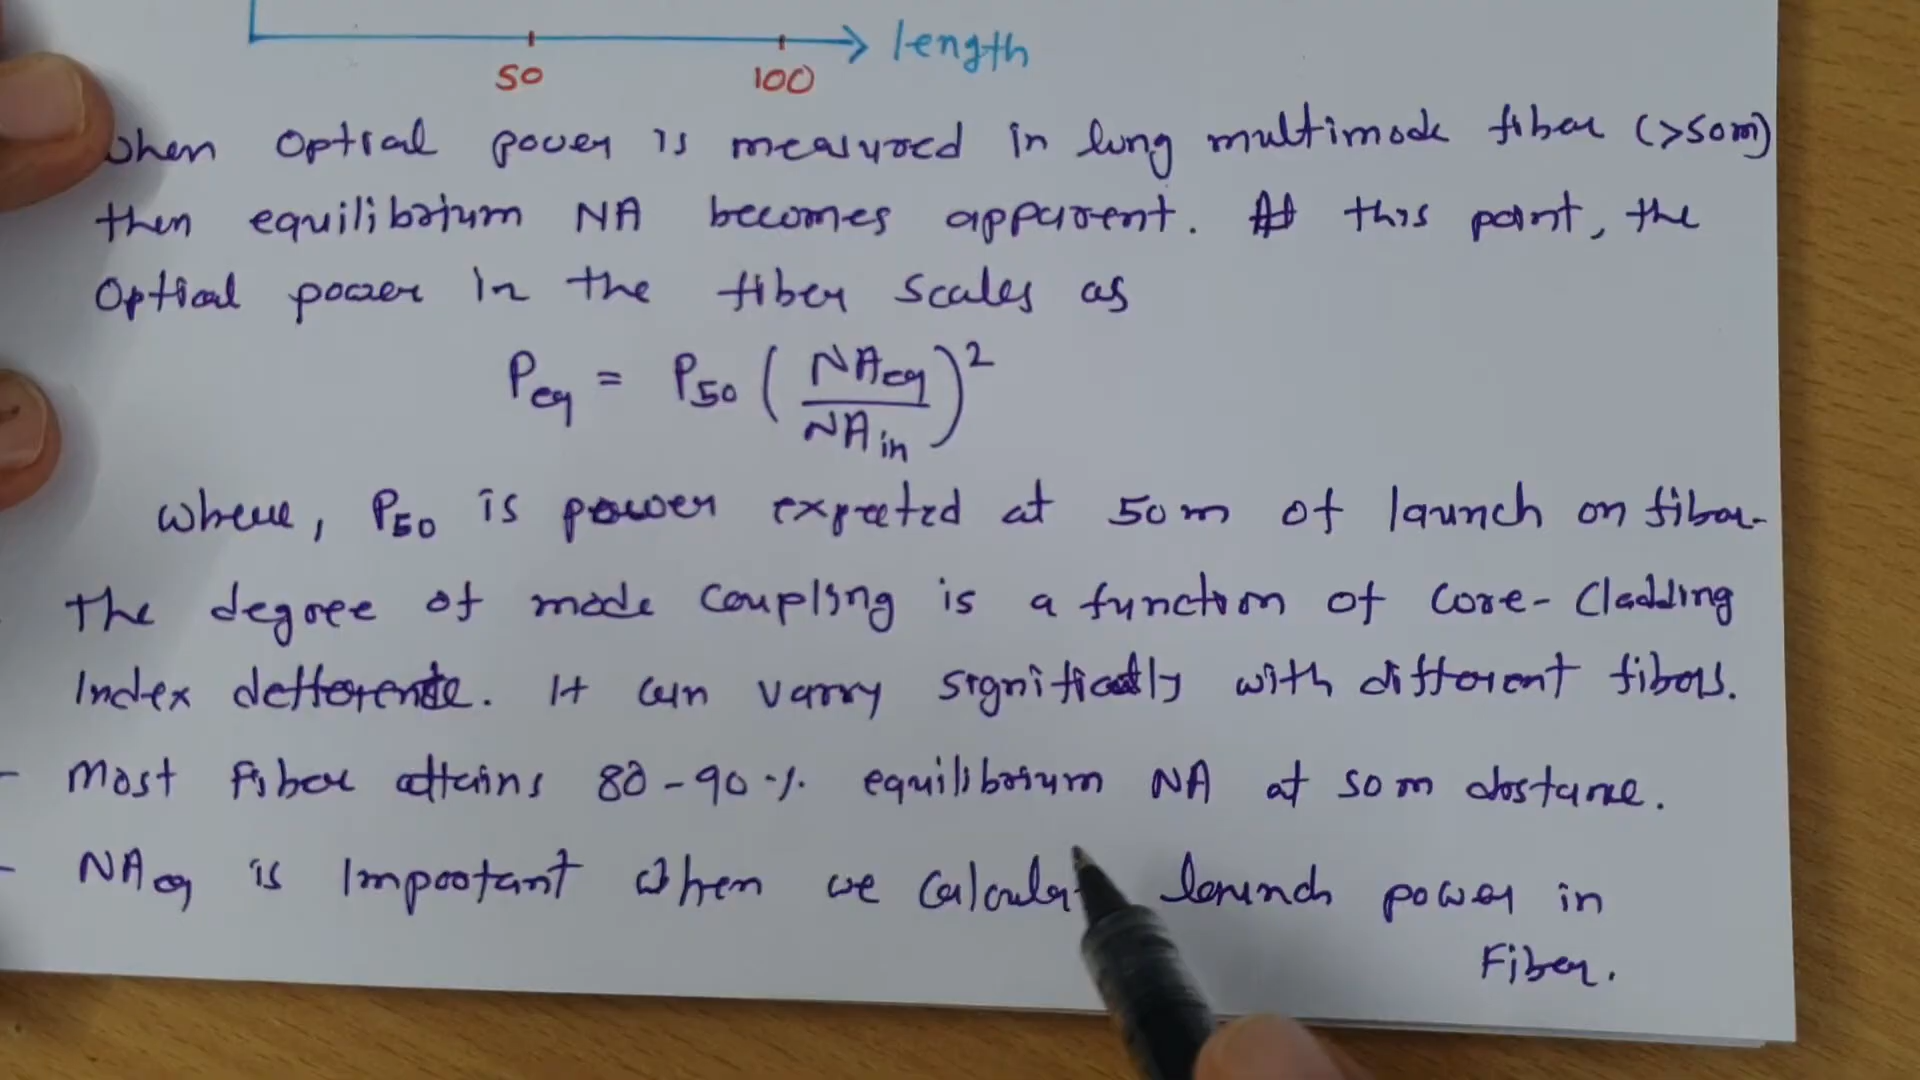 length
50 100
When optical power is measured in long multimode fiber (>50m)
then equilibrium NA becomes apparent. At this point, the
optical power in the fiber scales as
Peq = P50 (NAeq / NAin)²
where, P50 is power expected at 50m of launch on fiber-
The degree of mode coupling is a function of core-cladding
Index defference. It can varry significatly with different fibers.
- Most Fiber attains 80-90% equilibrium NA at 50m distance.
- NAeq is important when we calculat launch power in
Fiber.